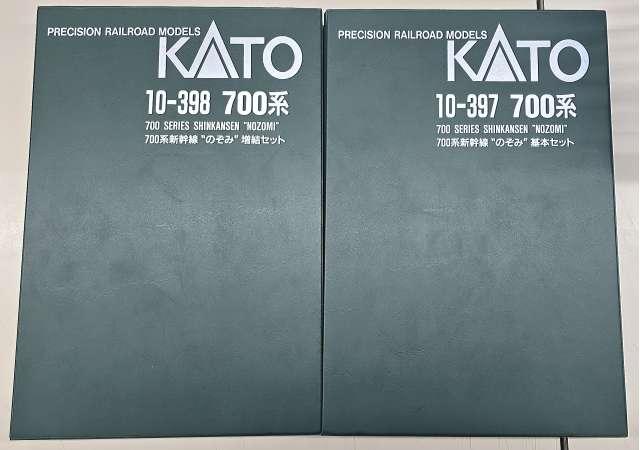 PRECISION RAILROAD MODELS
KATO
10-398 700系
700 SERIES SHINKANSEN "NOZOMI"
700系新幹線 "のぞみ" 増結セット
PRECISION RAILROAD MODELS
KATO
10-397 700系
700 SERIES SHINKANSEN "NOZOMI"
700系新幹線 "のぞみ" 基本セット